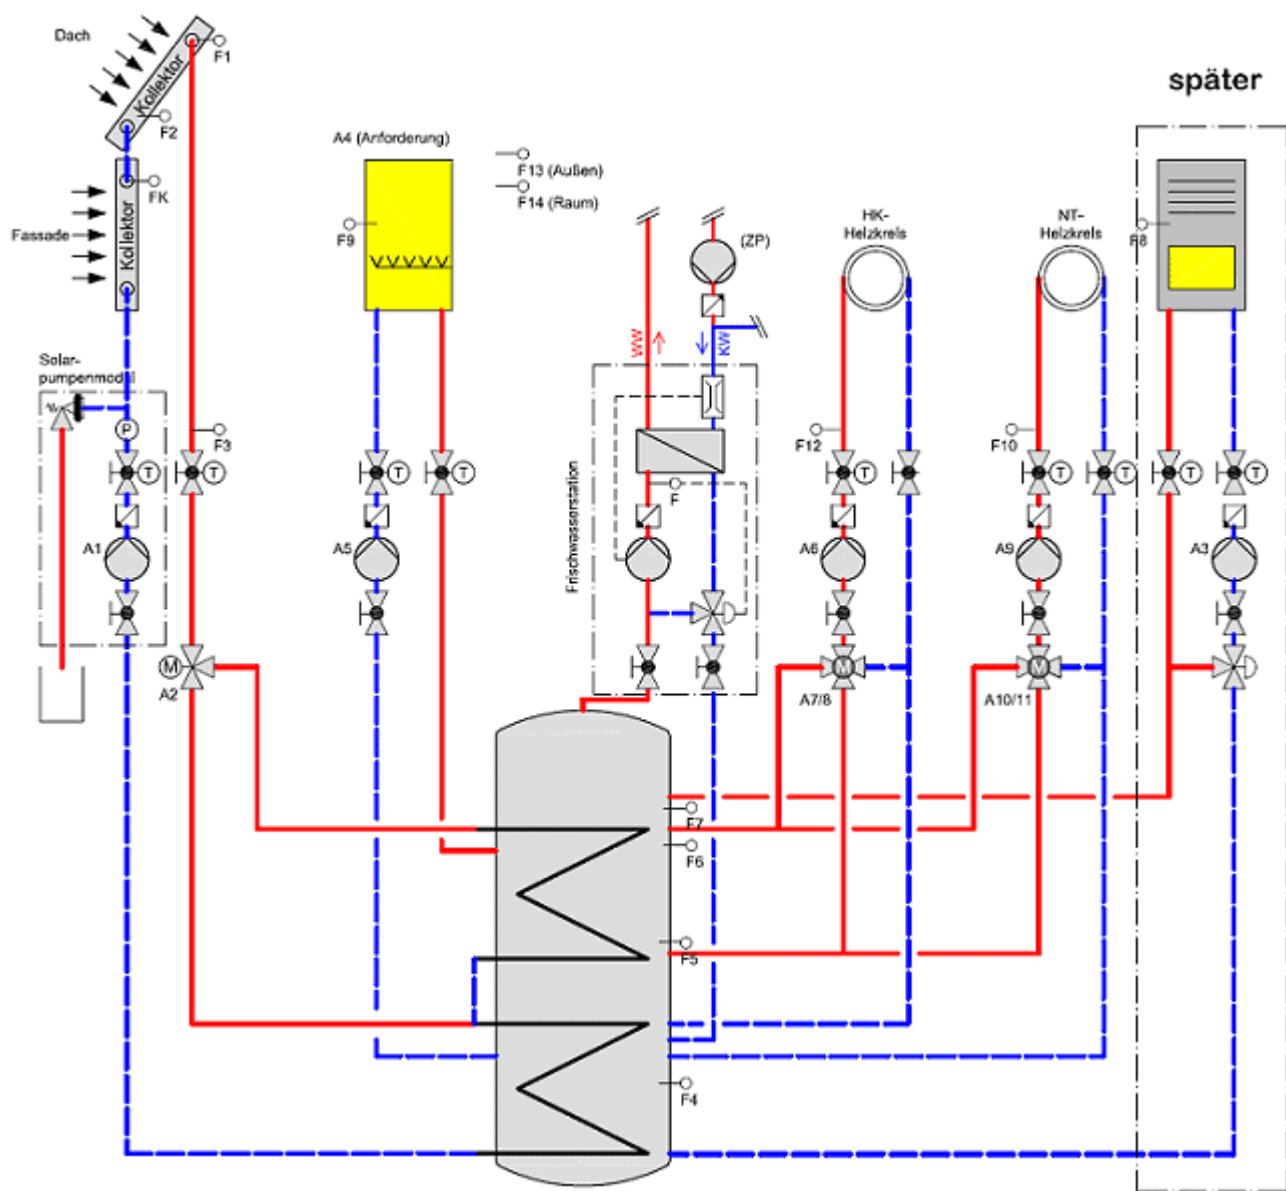 Dach
F1
Kollektor
F2
FK
Kollektor
Fassade
Solar-
pumpenmodul
P
T
F3
T
A1
M
A2
A4 (Anforderung)
F9
T
T
A5
F13 (Außen)
F14 (Raum)
(ZP)
WW
KW
F
Frischwasserstation
HK-
Heizkreis
F12
T
A6
M
A7/8
NT-
Heizkreis
F10
T
T
A9
M
A10/11
später
F8
T
T
A3
F7
F6
F5
F4